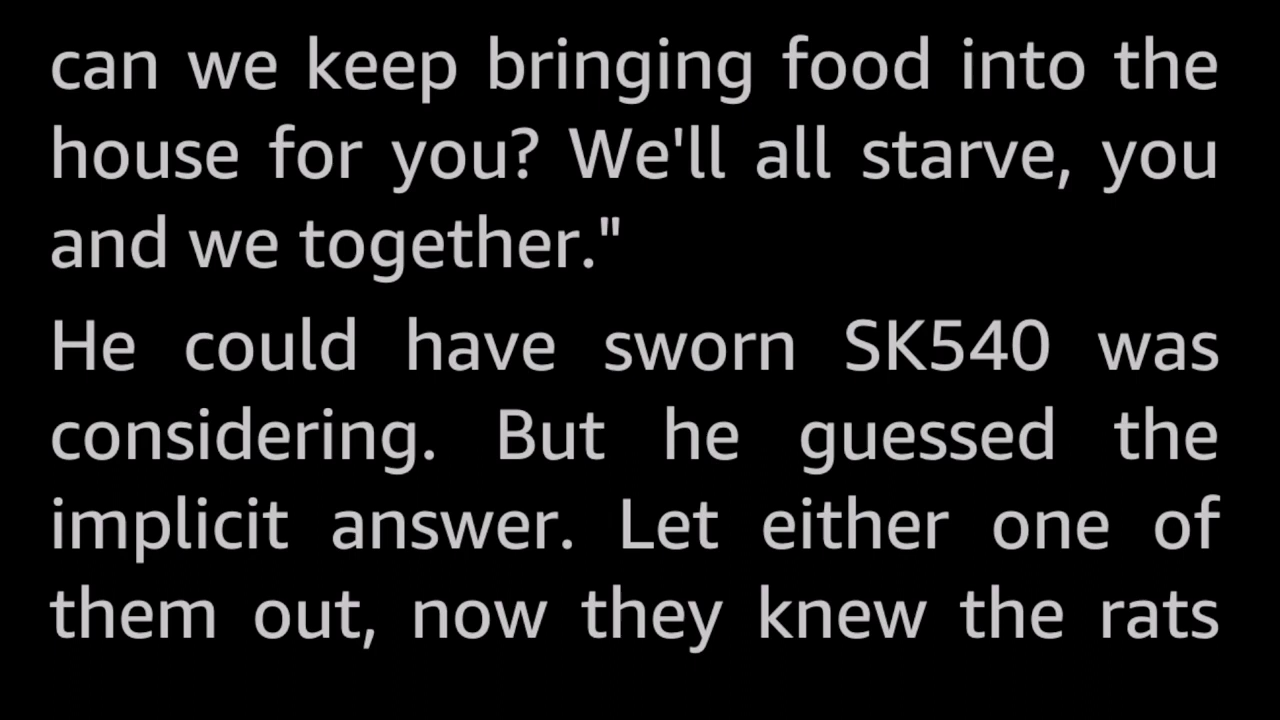 can we keep bringing food into the
house for you? We'll all starve, you
and we together."
He could have sworn SK540 was
considering. But he guessed the
implicit answer. Let either one of
them out, now they knew the rats